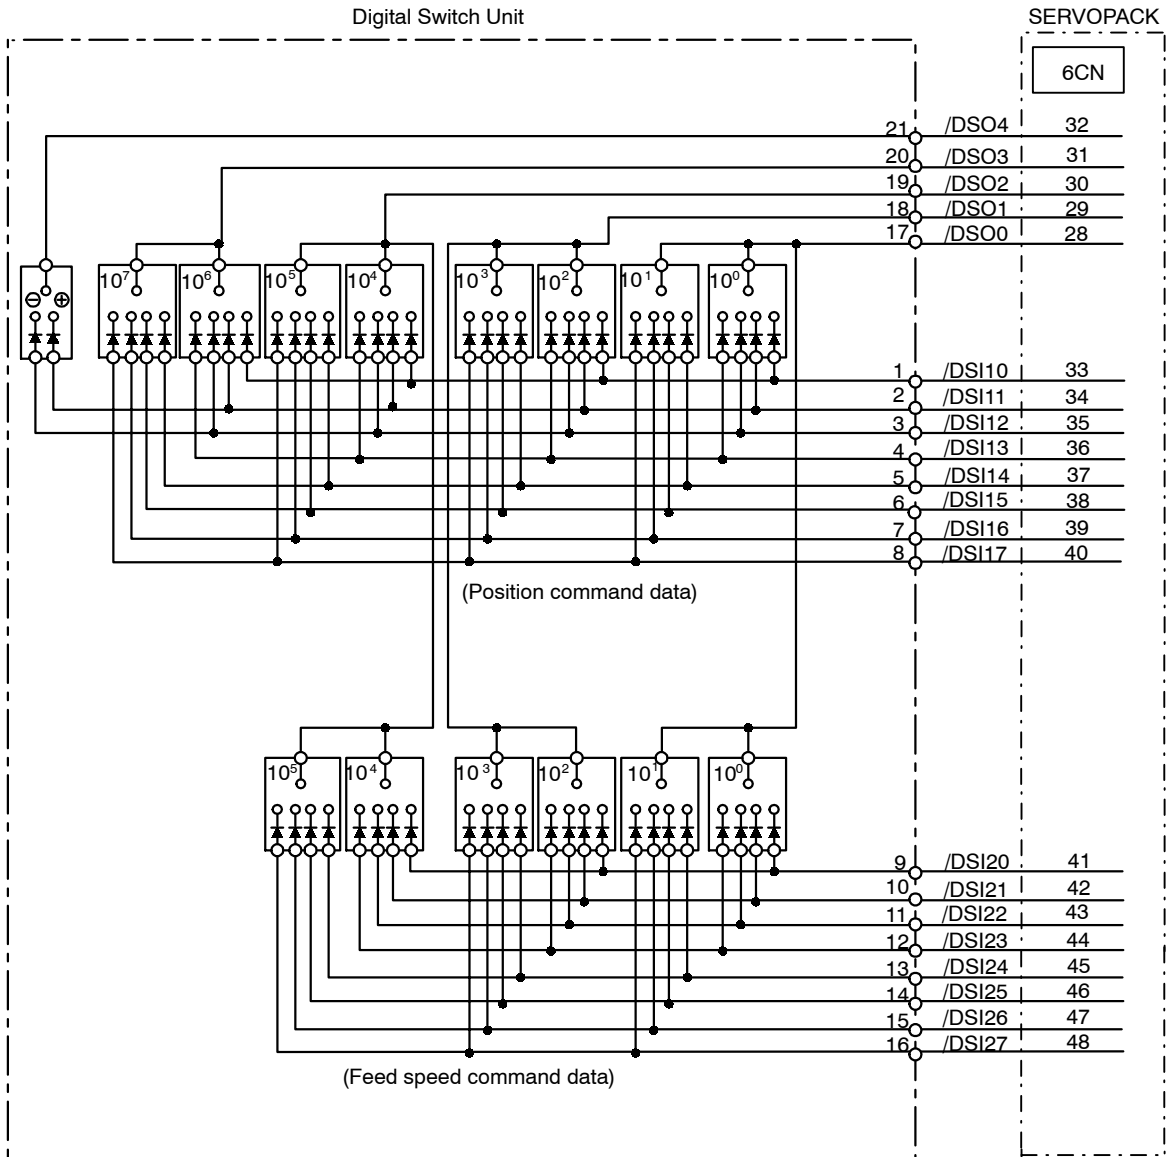 Digital Switch Unit
SERVOPACK
6CN
21 /DSO4 32
20 /DSO3 31
19 /DSO2 30
18 /DSO1 29
17 /DSO0 28
10⁷ 10⁶ 10⁵ 10⁴ 10³ 10² 10¹ 10⁰
⊖ ⊕
1 /DSI10 33
2 /DSI11 34
3 /DSI12 35
4 /DSI13 36
5 /DSI14 37
6 /DSI15 38
7 /DSI16 39
8 /DSI17 40
(Position command data)
10⁵ 10⁴ 10³ 10² 10¹ 10⁰
9 /DSI20 41
10 /DSI21 42
11 /DSI22 43
12 /DSI23 44
13 /DSI24 45
14 /DSI25 46
15 /DSI26 47
16 /DSI27 48
(Feed speed command data)